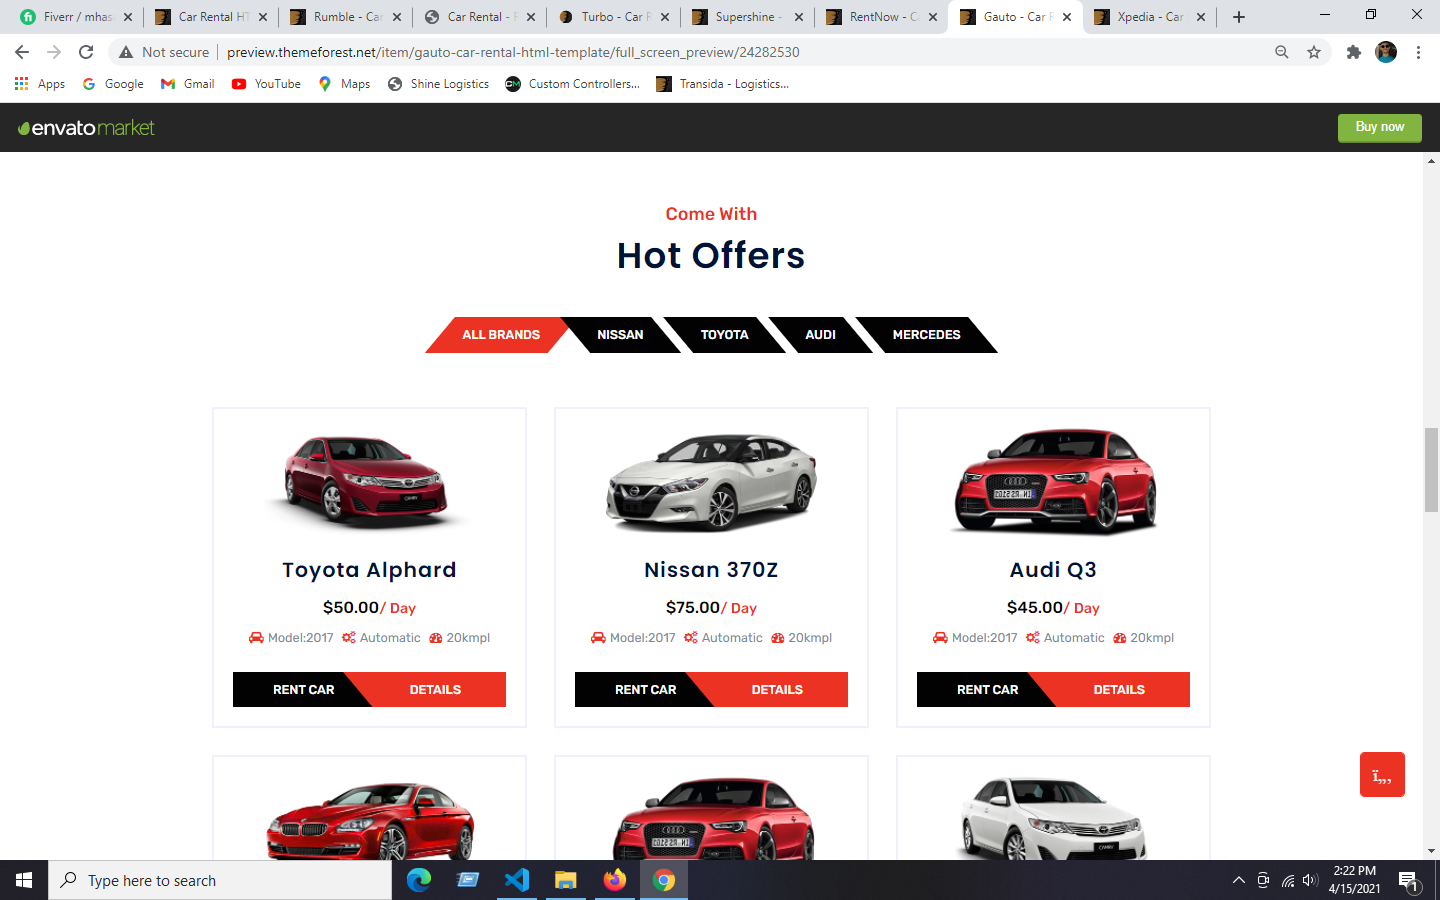 Fiverr / mhas
Car Rental HT
Rumble - Car
Car Rental - F
Turbo - Car R
Supershine -
RentNow - C
Gauto - Car F
Xpedia - Car
Not secure
preview.themeforest.net/item/gauto-car-rental-html-template/full_screen_preview/24282530
Apps
Google
Gmail
YouTube
Maps
Shine Logistics
Custom Controllers...
Transida - Logistics...
envato market
Buy now
Come With
Hot Offers
ALL BRANDS
NISSAN
TOYOTA
AUDI
MERCEDES
CAMRY
Toyota Alphard
Nissan 370Z
Audi Q3
$50.00/ Day
$75.00/ Day
$45.00/ Day
Model:2017 Automatic 20kmpl
Model:2017 Automatic 20kmpl
Model:2017 Automatic 20kmpl
RENT CAR DETAILS
RENT CAR DETAILS
RENT CAR DETAILS
CAMRY
Type here to search
2:22 PM
4/15/2021
1